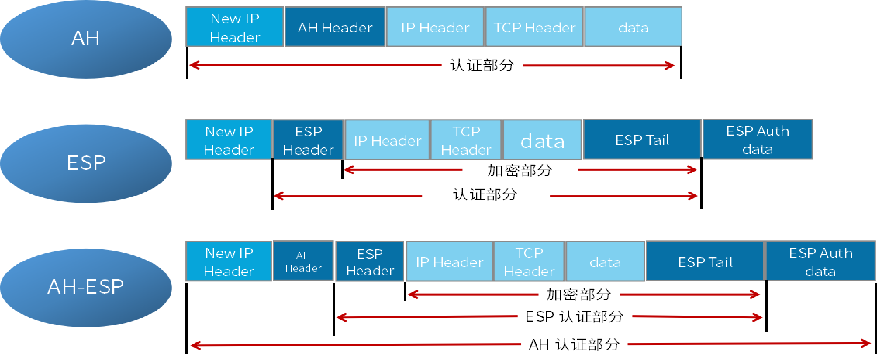 AH
New IP
Header
AH Header
IP Header
TCP Header
data
认证部分
ESP
New IP
Header
ESP
Header
IP Header
TCP
Header
data
ESP Tail
ESP Auth
data
加密部分
认证部分
AH-ESP
New IP
Header
AH
Header
ESP
Header
IP Header
TCP
Header
data
ESP Tail
ESP Auth
data
加密部分
ESP 认证部分
AH 认证部分